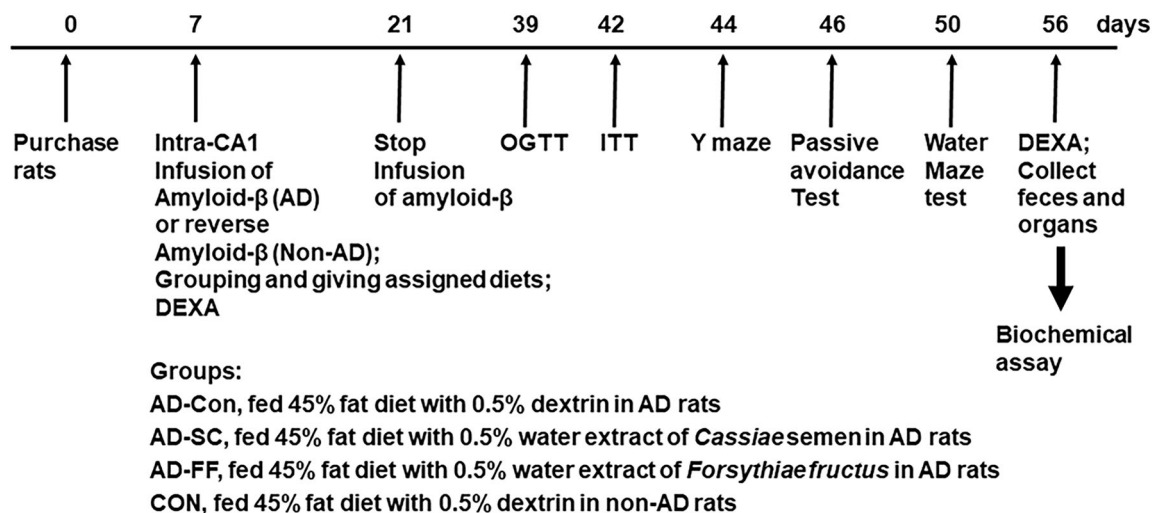 0 7 21 39 42 44 46 50 56 days
Purchase
rats
Intra-CA1
Infusion of
Amyloid-β (AD)
or reverse
Amyloid-β (Non-AD);
Grouping and giving assigned diets;
DEXA
Stop
Infusion
of amyloid-β
OGTT
ITT
Y maze
Passive
avoidance
Test
Water
Maze
test
DEXA;
Collect
feces and
organs
Biochemical
assay
Groups:
AD-Con, fed 45% fat diet with 0.5% dextrin in AD rats
AD-SC, fed 45% fat diet with 0.5% water extract of Cassiae semen in AD rats
AD-FF, fed 45% fat diet with 0.5% water extract of Forsythiae fructus in AD rats
CON, fed 45% fat diet with 0.5% dextrin in non-AD rats